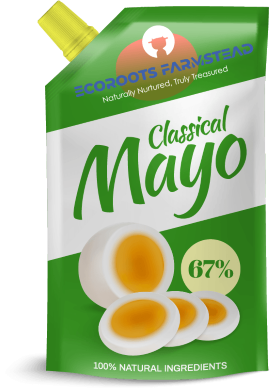 ECOROOTS FARMSTEAD
Naturally Nurtured, Truly Treasured
Classical
Mayo
67%
100% NATURAL INGREDIENTS